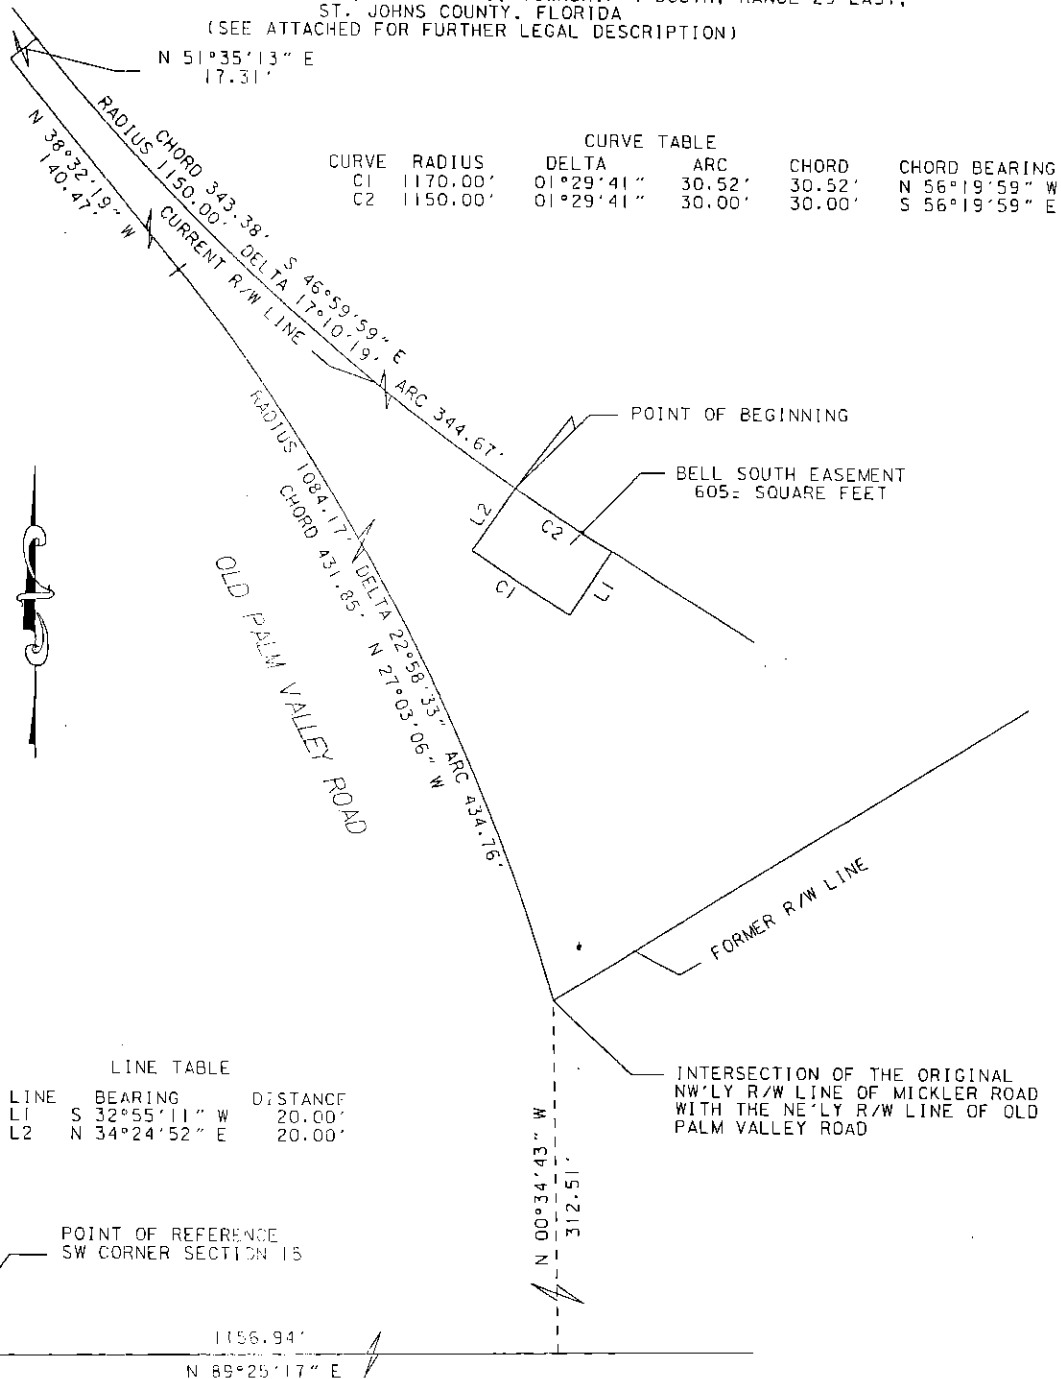 ST. JOHNS COUNTY, FLORIDA
(SEE ATTACHED FOR FURTHER LEGAL DESCRIPTION)
N 51°35'13" E
17.31'
N 38°32'19" W
140.47'
RADIUS 1150.00' DELTA 17°10'19' ARC 344.67'
CHORD 343.38' S 46°59'59" E
CURRENT R/W LINE
CURVE TABLE
CURVE RADIUS DELTA ARC CHORD CHORD BEARING
C1 1170.00' 01°29'41" 30.52' 30.52' N 56°19'59" W
C2 1150.00' 01°29'41" 30.00' 30.00' S 56°19'59" E
POINT OF BEGINNING
BELL SOUTH EASEMENT
605± SQUARE FEET
L2
C2
C1
L1
RADIUS 1084.17' DELTA 22°58'33" ARC 434.76'
CHORD 431.85' N 27°03'06" W
OLD PALM VALLEY ROAD
FORMER R/W LINE
INTERSECTION OF THE ORIGINAL
NW'LY R/W LINE OF MICKLER ROAD
WITH THE NE'LY R/W LINE OF OLD
PALM VALLEY ROAD
LINE TABLE
LINE BEARING DISTANCE
L1 S 32°55'11" W 20.00'
L2 N 34°24'52" E 20.00'
N 00°34'43" W
312.51'
POINT OF REFERENCE
SW CORNER SECTION 15
1156.94'
N 89°25'17" E